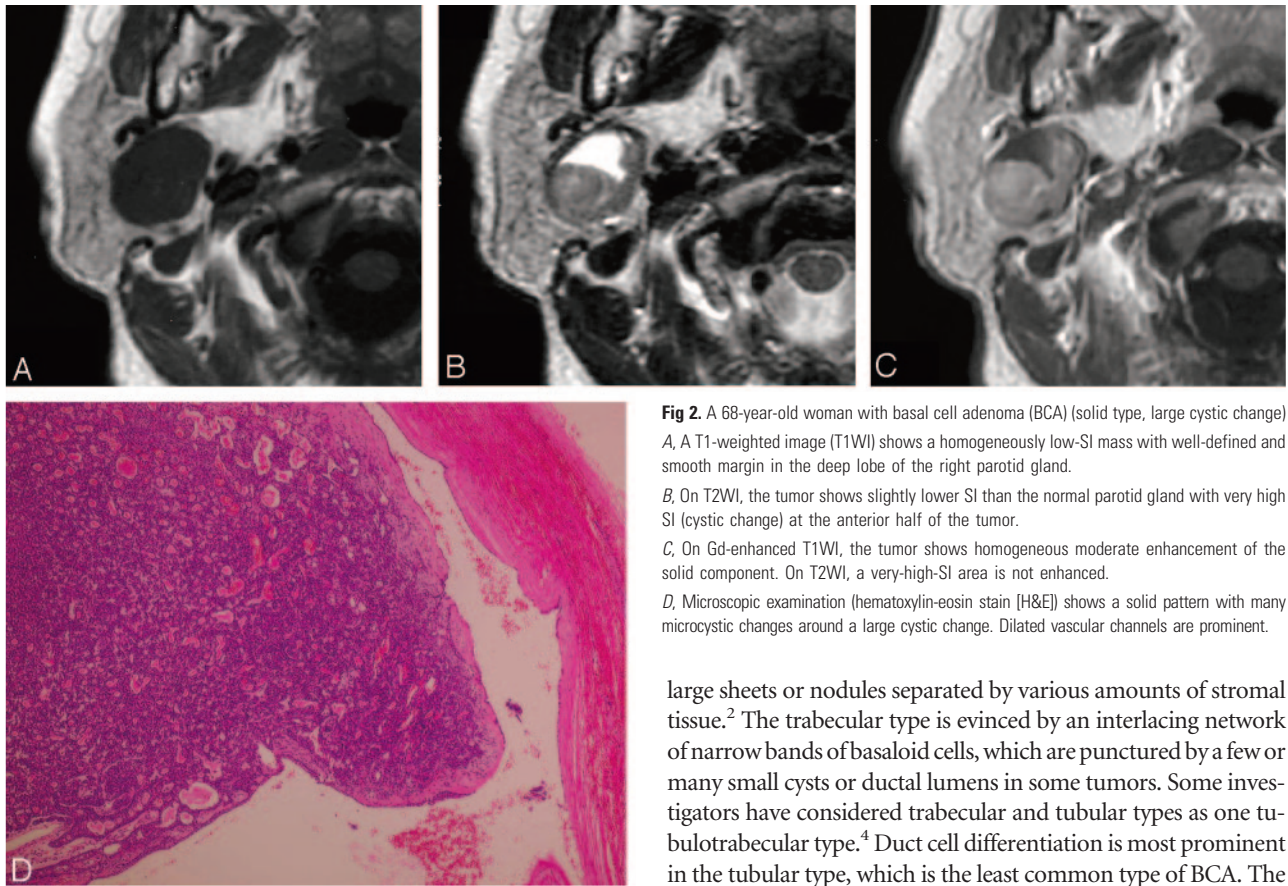 A
B
C
D
Fig 2. A 68-year-old woman with basal cell adenoma (BCA) (solid type, large cystic change)
A, A T1-weighted image (T1WI) shows a homogeneously low-SI mass with well-defined and
smooth margin in the deep lobe of the right parotid gland.
B, On T2WI, the tumor shows slightly lower SI than the normal parotid gland with very high
SI (cystic change) at the anterior half of the tumor.
C, On Gd-enhanced T1WI, the tumor shows homogeneous moderate enhancement of the
solid component. On T2WI, a very-high-SI area is not enhanced.
D, Microscopic examination (hematoxylin-eosin stain [H&E]) shows a solid pattern with many
microcystic changes around a large cystic change. Dilated vascular channels are prominent.
large sheets or nodules separated by various amounts of stromal
tissue.² The trabecular type is evinced by an interlacing network
of narrow bands of basaloid cells, which are punctured by a few or
many small cysts or ductal lumens in some tumors. Some inves-
tigators have considered trabecular and tubular types as one tu-
bulotrabecular type.⁴ Duct cell differentiation is most prominent
in the tubular type, which is the least common type of BCA. The